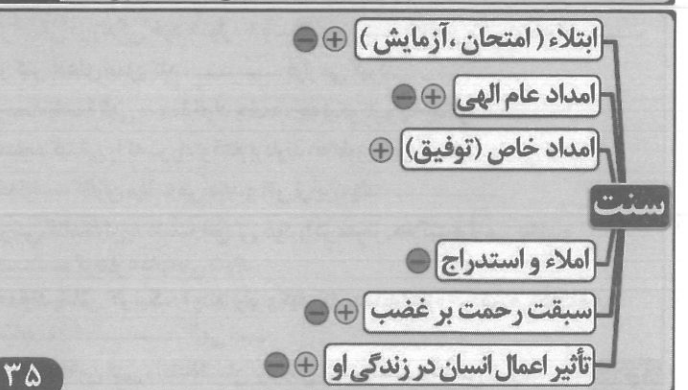 ابتلاء ( امتحان ،آزمایش ) + -
امداد عام الهی + -
امداد خاص (توفیق) +
سنت
املاء و استدراج -
سبقت رحمت بر غضب + -
تأثیر اعمال انسان در زندگی او + -
۳۵